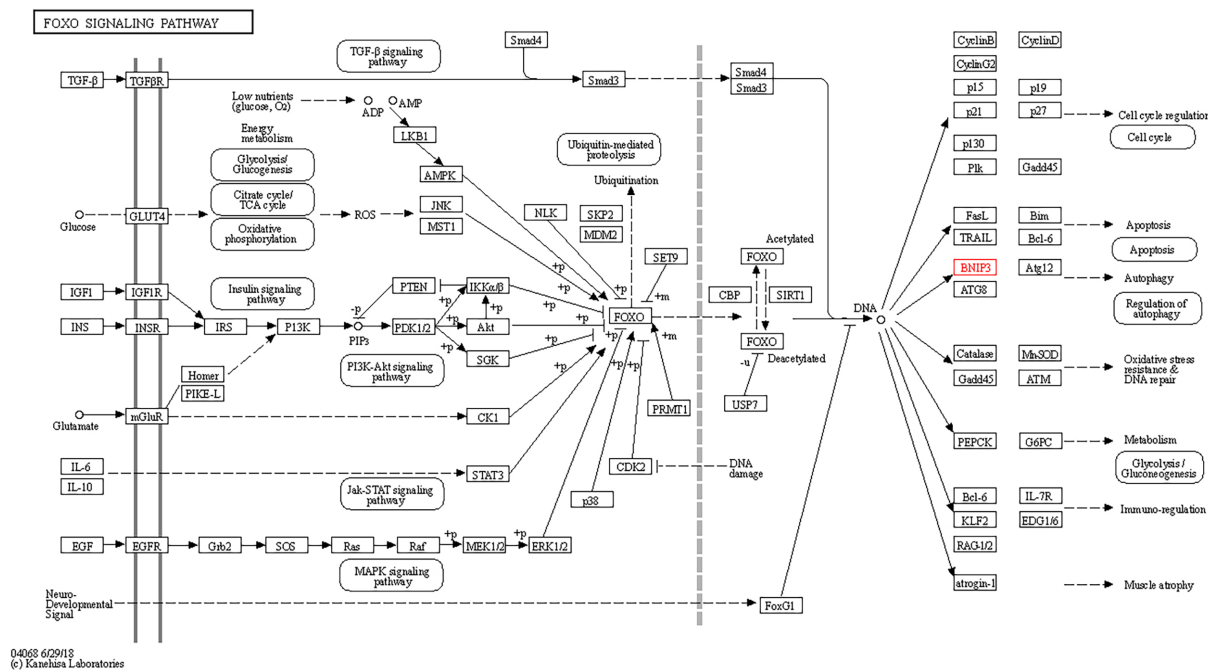 FOXO SIGNALING PATHWAY
TGF-β signaling
pathway
Smad4
TGF-β
TGFβR
Smad3
Smad4
Smad3
Low nutrients
(glucose, O2)
ADP
AMP
LKB1
AMPK
Energy
metabolism
Glycolysis/
Glucogenesis
Citrate cycle/
TCA cycle
Oxidative
phosphorylation
Glucose
GLUT4
ROS
JNK
MST1
Ubiquitin-mediated
proteolysis
Ubiquitination
NLK
SKP2
MDM2
SET9
+p
+p
+p
+m
Acetylated
FOXO
CBP
SIRT1
FOXO
Deacetylated
-u
USP7
IGF1
IGF1R
Insulin signaling
pathway
INS
INSR
IRS
PI3K
PTEN
-p
PIP3
PDK1/2
+p
+p
+p
IKKα/β
+p
Akt
SGK
PI3K-Akt signaling
pathway
+p
+p
+p
+p
+p
+p
+p
+p
FOXO
+m
PRMT1
Homer
PIKE-L
Glutamate
mGluR
CK1
IL-6
IL-10
STAT3
Jak-STAT signaling
pathway
p38
CDK2
DNA
damage
EGF
EGFR
Grb2
SOS
Ras
Raf
+p
MEK1/2
+p
ERK1/2
MAPK signaling
pathway
Neuro-
Developmental
Signal
FoxG1
DNA
CyclinB
CyclinD
CyclinG2
p15
p19
p21
p27
p130
Plk
Gadd45
Cell cycle regulation
Cell cycle
FasL
Bim
TRAIL
Bcl-6
Apoptosis
Apoptosis
BNIP3
Atg12
ATG8
Autophagy
Regulation of
autophagy
Catalase
Mn-SOD
Gadd45
ATM
Oxidative stress
resistance &
DNA repair
PEPCK
G6PC
Metabolism
Glycolysis /
Gluconeogenesis
Bcl-6
IL-7R
KLF2
EDG1/6
RAG-1/2
Immuno-regulation
atrogin-1
Muscle atrophy
04068 6/29/18
(c) Kanehisa Laboratories